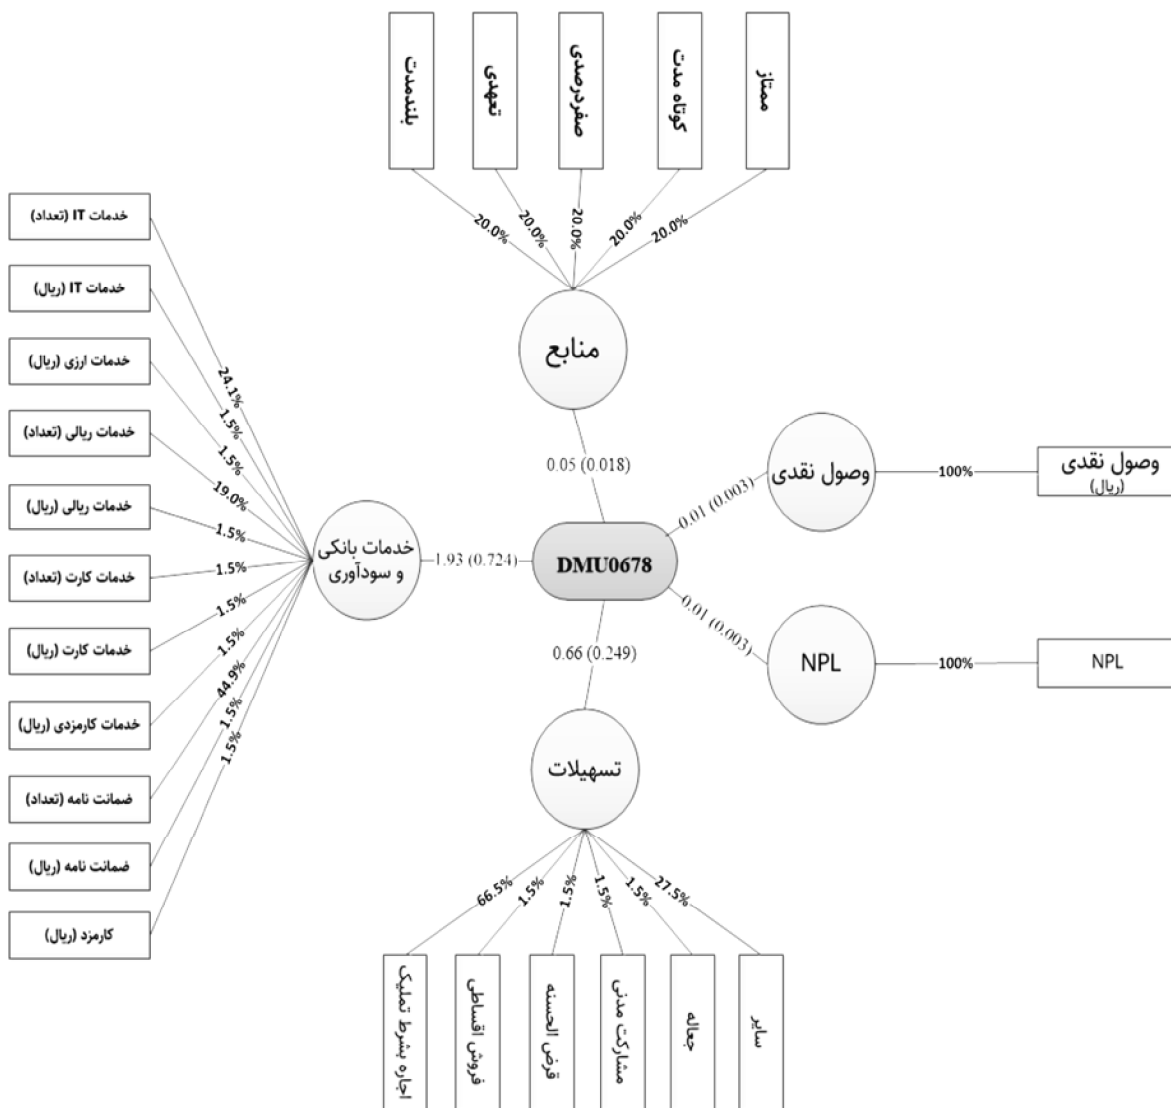 ممتاز
کوتاه مدت
صفردرصدی
تعهدی
بلندمدت
20.0%
20.0%
20.0%
20.0%
20.0%
منابع
0.05 (0.018)
خدمات IT (تعداد)
خدمات IT (ریال)
خدمات ارزی (ریال)
خدمات ریالی (تعداد)
خدمات ریالی (ریال)
خدمات کارت (تعداد)
خدمات کارت (ریال)
خدمات کارمزدی (ریال)
ضمانت نامه (تعداد)
ضمانت نامه (ریال)
کارمزد (ریال)
24.1%
1.5%
1.5%
19.0%
1.5%
1.5%
1.5%
1.5%
44.9%
1.5%
1.5%
خدمات بانکی
و سودآوری
1.93 (0.724)
DMU0678
0.01 (0.003)
وصول نقدی
100%
وصول نقدی
(ریال)
0.01 (0.003)
NPL
100%
NPL
0.66 (0.249)
تسهیلات
66.5%
1.5%
1.5%
1.5%
1.5%
27.5%
سایر
جعاله
مشارکت مدنی
قرض الحسنه
فروش اقساطی
اجاره بشرط تملیک